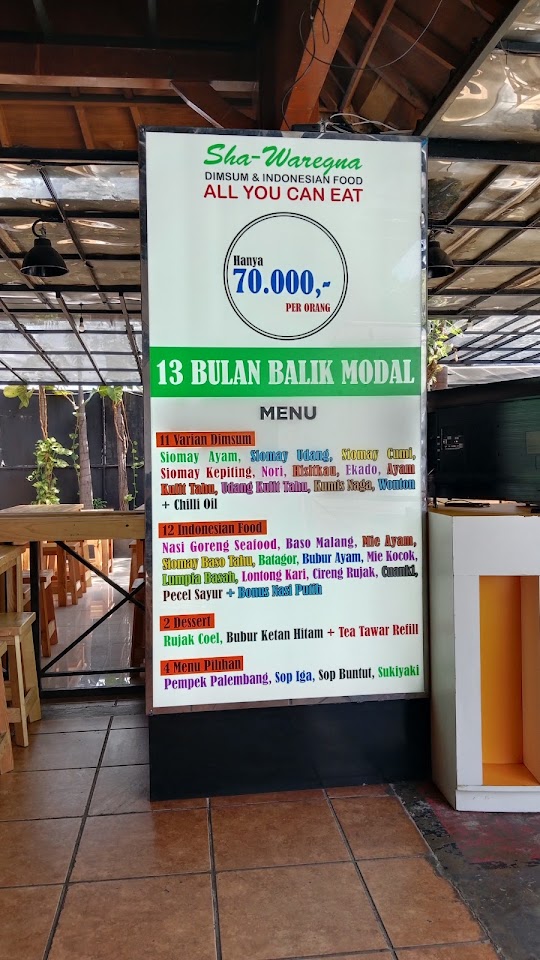 Sha-Waregna
DIMSUM & INDONESIAN FOOD
ALL YOU CAN EAT
Hanya
70.000,-
PER ORANG
13 BULAN BALIK MODAL
MENU
11 Varian Dimsum
Siomay Ayam, Siomay Udang, Siomay Cumi,
Siomay Kepiting, Nori, Hisitkau, Ekado, Ayam
Kulit Tahu, Udang Kulit Tahu, Kumis Naga, Wonton
+ Chilli Oil
12 Indonesian Food
Nasi Goreng Seafood, Baso Malang, Mie Ayam,
Siomay Baso Tahu, Batagor, Bubur Ayam, Mie Kocok,
Lumpia Basah, Lontong Kari, Cireng Rujak, Cuanki,
Pecel Sayur + Bonus Nasi Putih
2 Dessert
Rujak Coel, Bubur Ketan Hitam + Tea Tawar Refill
4 Menu Pilihan
Pempek Palembang, Sop Iga, Sop Buntut, Sukiyaki